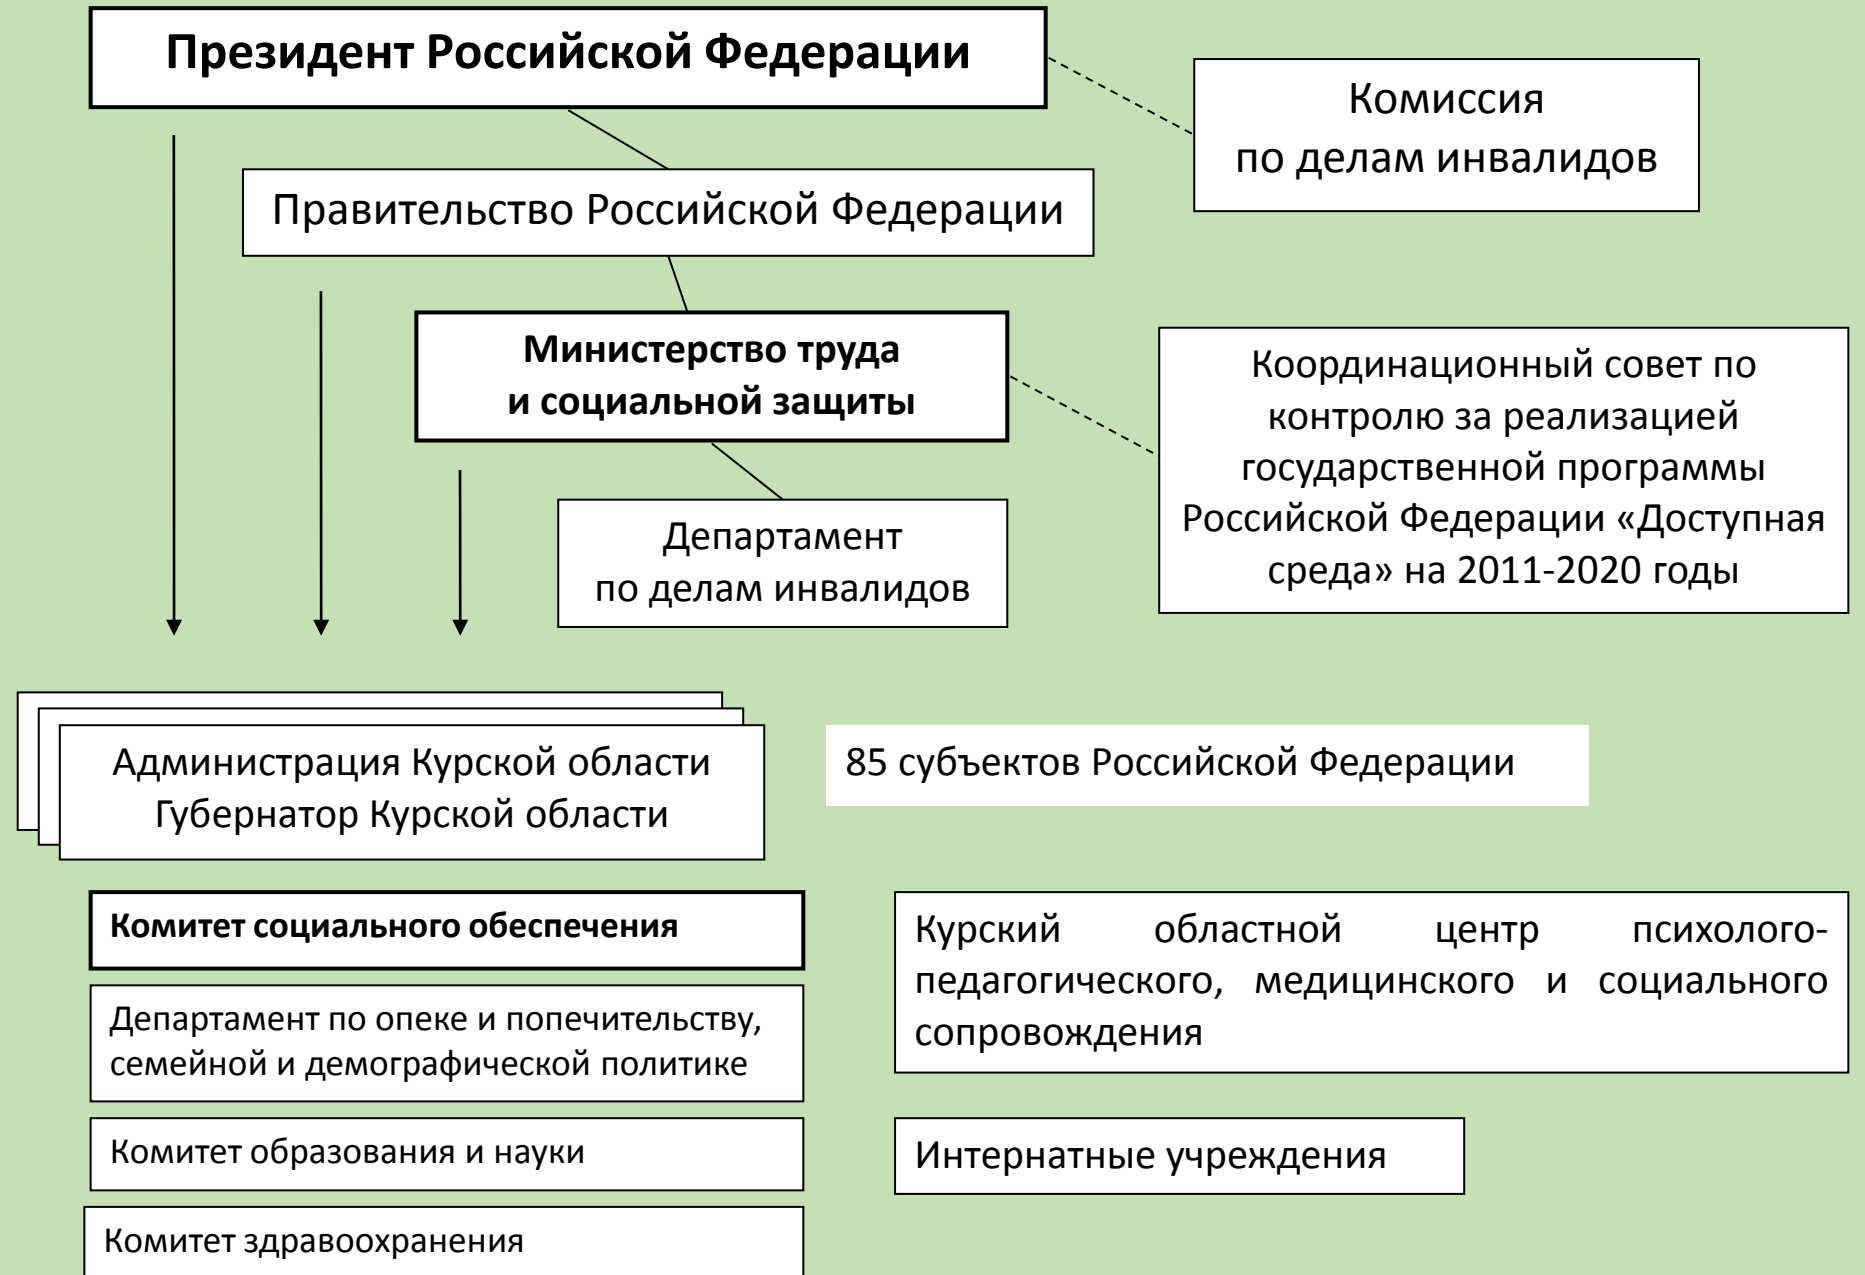 Президент Российской Федерации
Комиссия
по делам инвалидов
Правительство Российской Федерации
Министерство труда
и социальной защиты
Координационный совет по
контролю за реализацией
государственной программы
Российской Федерации «Доступная
среда» на 2011-2020 годы
Департамент
по делам инвалидов
Администрация Курской области
Губернатор Курской области
85 субъектов Российской Федерации
Комитет социального обеспечения
Курский областной центр психолого-
педагогического, медицинского и социального
сопровождения
Департамент по опеке и попечительству,
семейной и демографической политике
Комитет образования и науки
Интернатные учреждения
Комитет здравоохранения